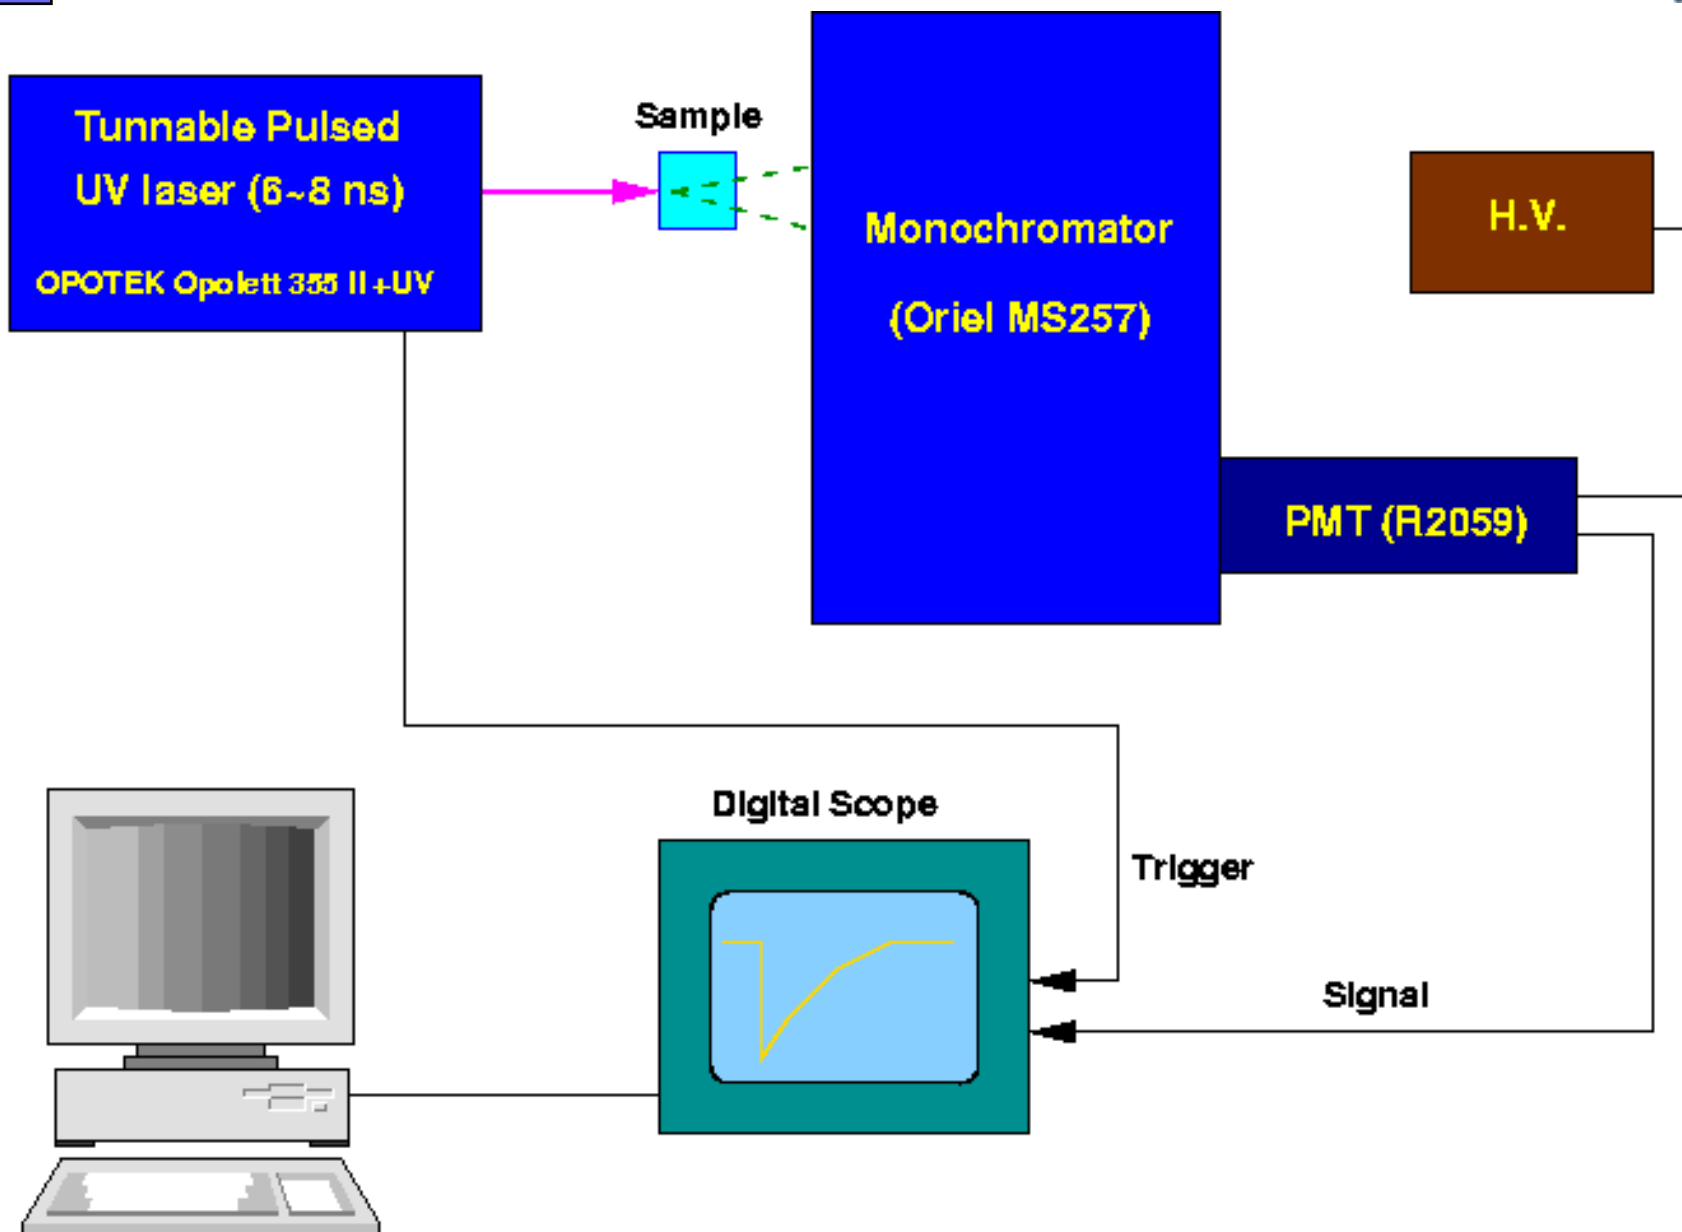 Tunnable Pulsed
UV laser (6~8 ns)
OPOTEK Opolett 355 II+UV
Sample
Monochromator
(Oriel MS257)
H.V.
PMT (R2059)
Digital Scope
Trigger
Signal